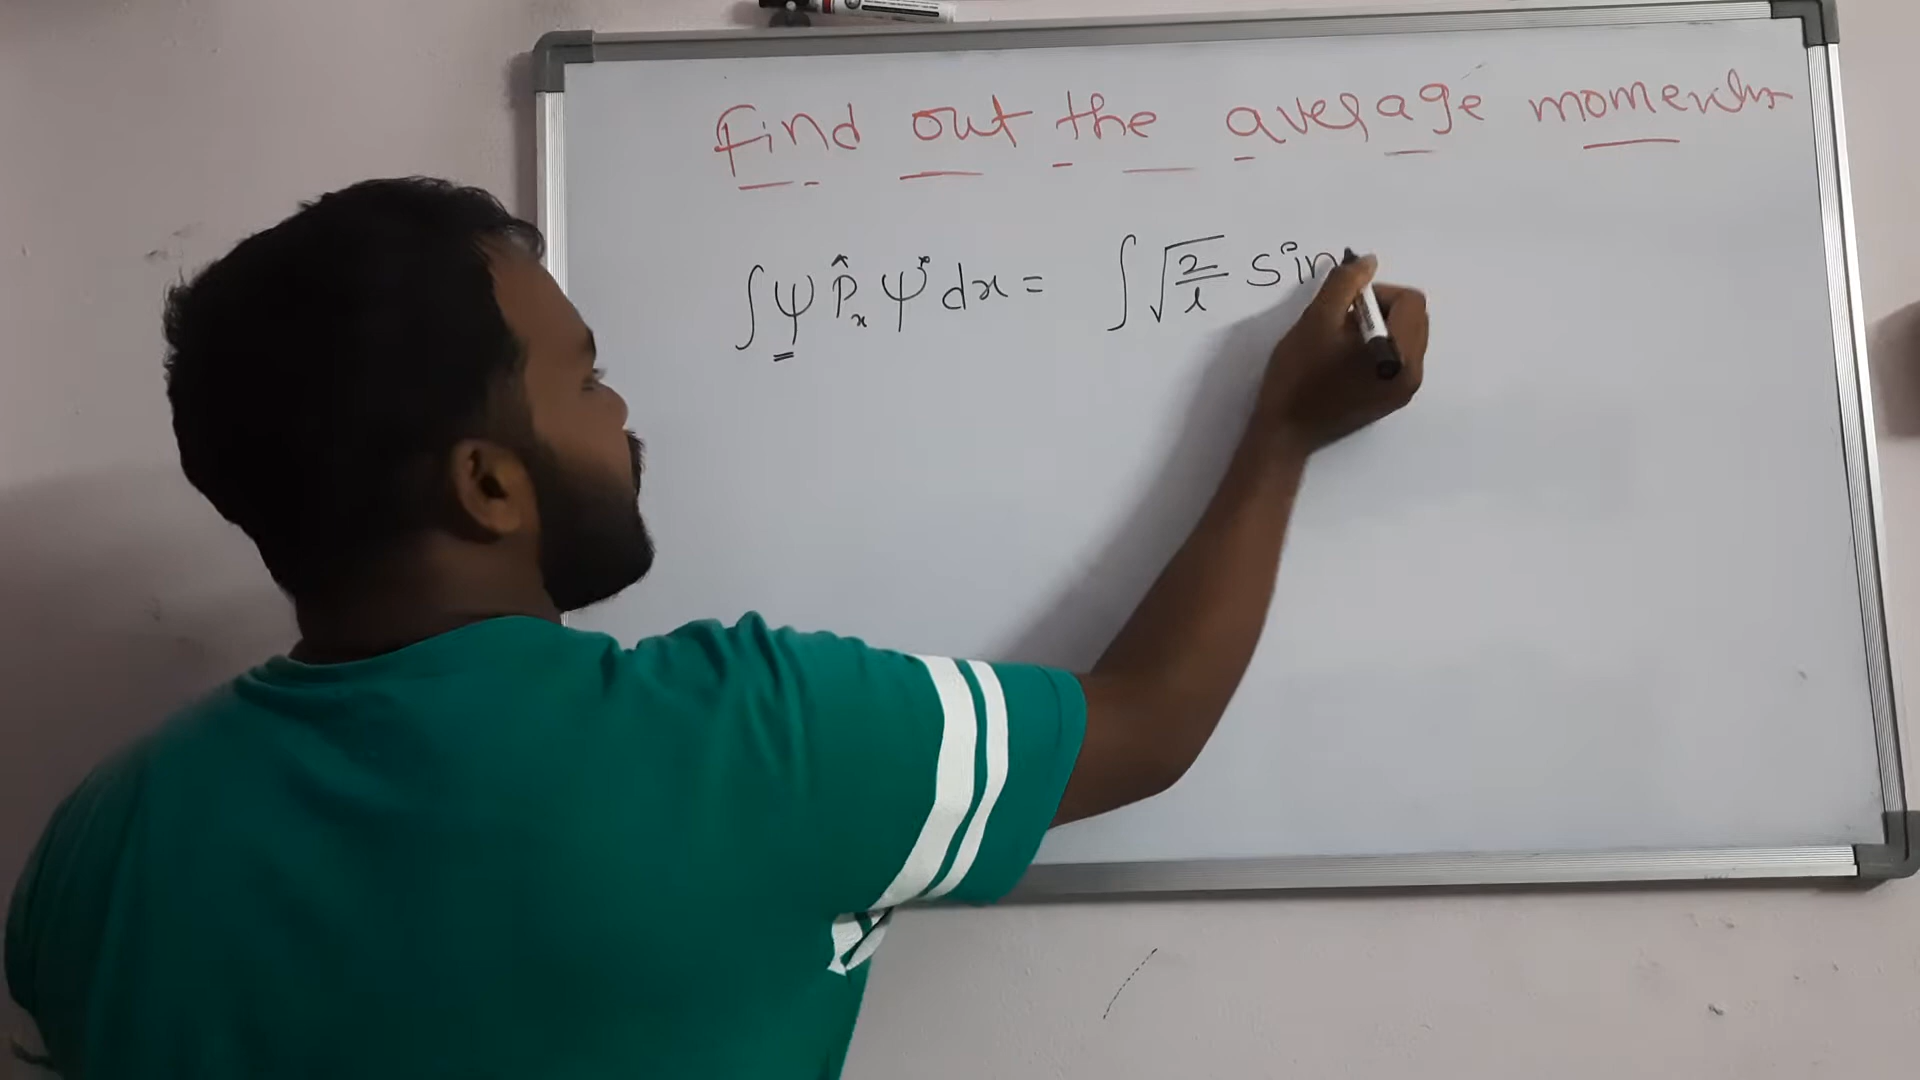 Find out the average momentum
∫ψ p̂ₓ ψ* dx = ∫√(2/l) sin